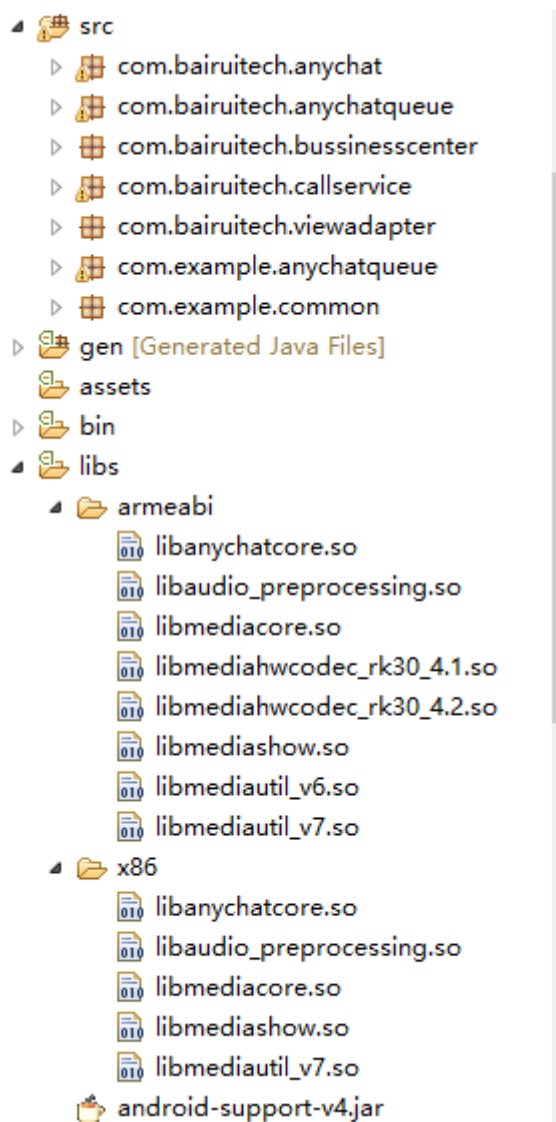 src
com.bairuitech.anychat
com.bairuitech.anychatqueue
com.bairuitech.bussinesscenter
com.bairuitech.callservice
com.bairuitech.viewadapter
com.example.anychatqueue
com.example.common
gen [Generated Java Files]
assets
bin
libs
armeabi
libanychatcore.so
libaudio_preprocessing.so
libmediacore.so
libmediahwcodec_rk30_4.1.so
libmediahwcodec_rk30_4.2.so
libmediashow.so
libmediautil_v6.so
libmediautil_v7.so
x86
libanychatcore.so
libaudio_preprocessing.so
libmediacore.so
libmediashow.so
libmediautil_v7.so
android-support-v4.jar